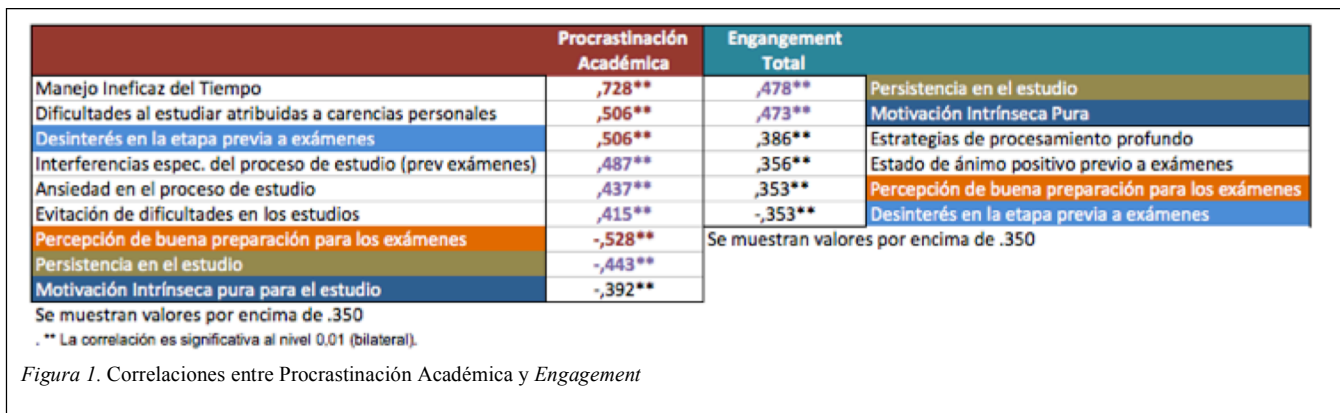 Procrastinación Académica Engangement Total
Manejo Ineficaz del Tiempo ,728** ,478** Persistencia en el estudio
Dificultades al estudiar atribuidas a carencias personales ,506** ,473** Motivación Intrínseca Pura
Desinterés en la etapa previa a exámenes ,506** ,386** Estrategias de procesamiento profundo
Interferencias espec. del proceso de estudio (prev exámenes) ,487** ,356** Estado de ánimo positivo previo a exámenes
Ansiedad en el proceso de estudio ,437** ,353** Percepción de buena preparación para los exámenes
Evitación de dificultades en los estudios ,415** -,353** Desinterés en la etapa previa a exámenes
Percepción de buena preparación para los exámenes -,528** Se muestran valores por encima de .350
Persistencia en el estudio -,443**
Motivación Intrínseca pura para el estudio -,392**
Se muestran valores por encima de .350
. ** La correlación es significativa al nivel 0,01 (bilateral).
Figura 1. Correlaciones entre Procrastinación Académica y Engagement